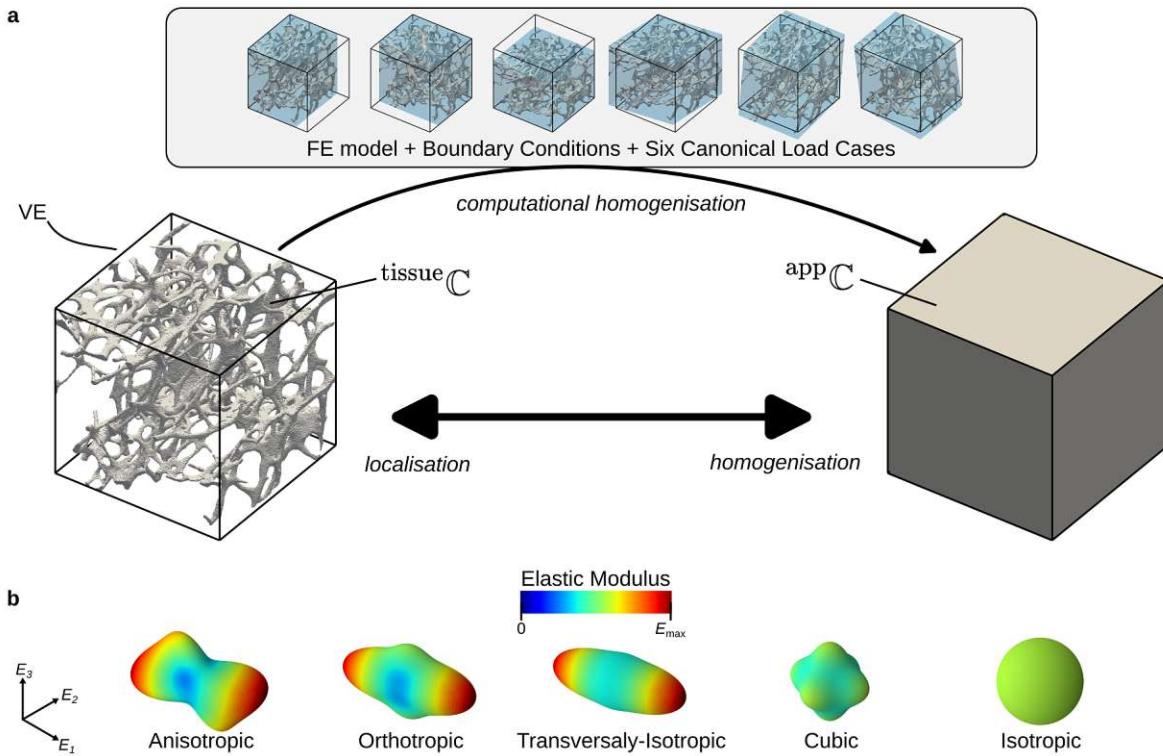 a
FE model + Boundary Conditions + Six Canonical Load Cases
computational homogenisation
VE
tissueℂ
appℂ
localisation
homogenisation
b
Elastic Modulus
0
Emax
E3
E2
E1
Anisotropic
Orthotropic
Transversaly-Isotropic
Cubic
Isotropic